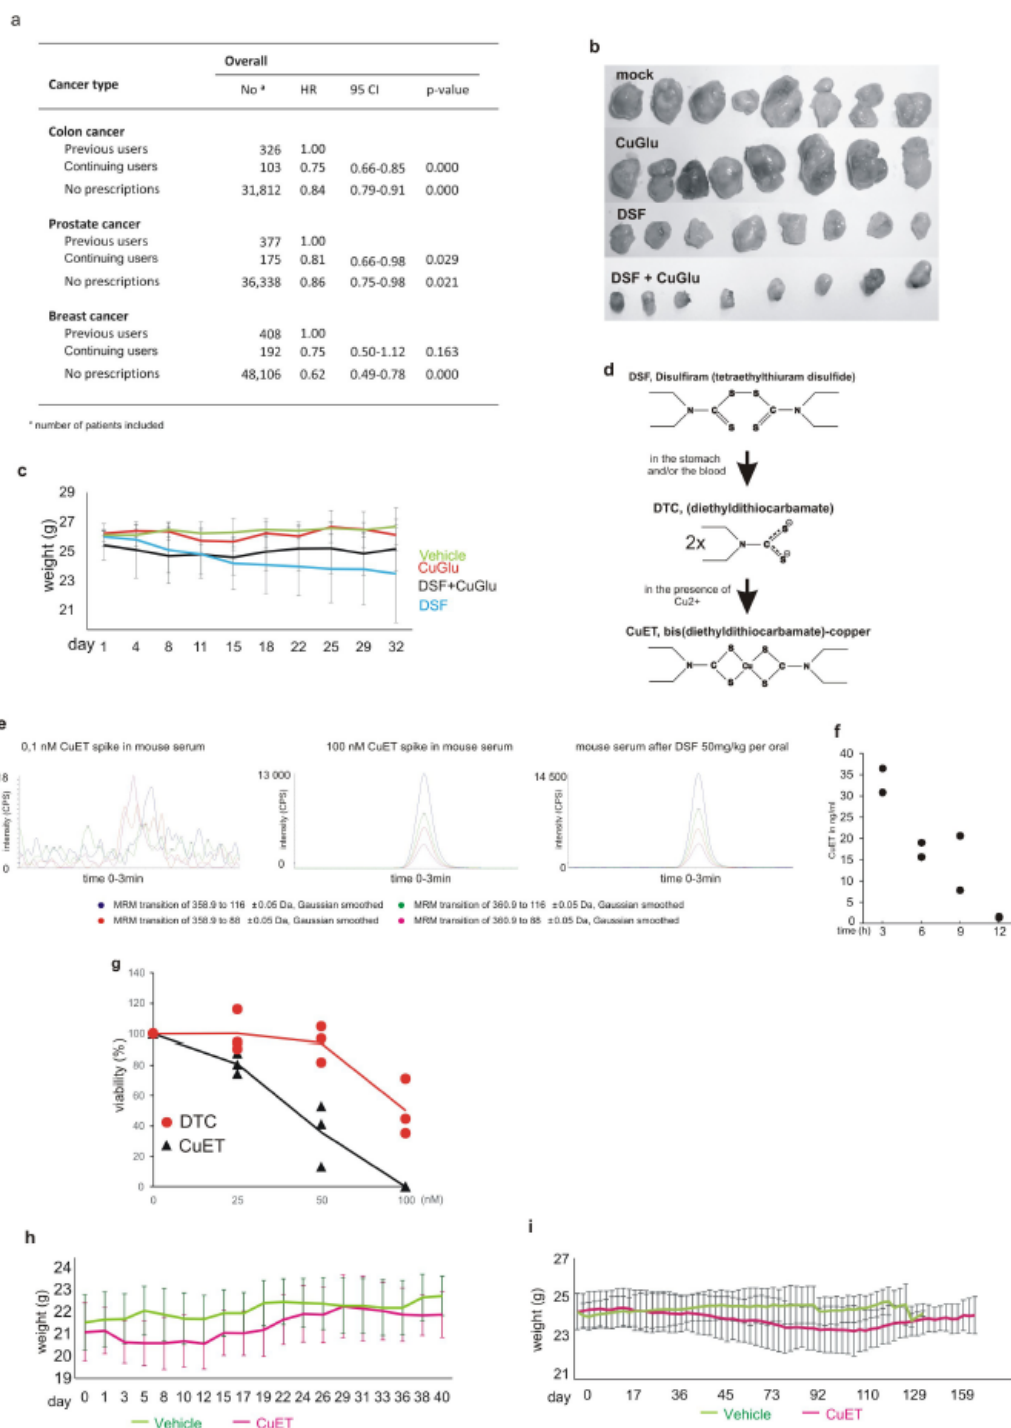 a
Overall
Cancer type
No a HR 95 CI p-value
Colon cancer
Previous users 326 1.00
Continuing users 103 0.75 0.66-0.85 0.000
No prescriptions 31,812 0.84 0.79-0.91 0.000
Prostate cancer
Previous users 377 1.00
Continuing users 175 0.81 0.66-0.98 0.029
No prescriptions 36,338 0.86 0.75-0.98 0.021
Breast cancer
Previous users 408 1.00
Continuing users 192 0.75 0.50-1.12 0.163
No prescriptions 48,106 0.62 0.49-0.78 0.000
a number of patients included
b
mock
CuGlu
DSF
DSF + CuGlu
c
weight (g)
29
27
25
23
21
Vehicle
CuGlu
DSF+CuGlu
DSF
day 1 4 8 11 15 18 22 25 29 32
d
DSF, Disulfiram (tetraethylthiuram disulfide)
S S
N C C N
S S
in the stomach
and/or the blood
DTC, (diethyldithiocarbamate)
2x N C S S
in the presence of
Cu2+
CuET, bis(diethyldithiocarbamate)-copper
S S
N C Cu C N
S S
e
0,1 nM CuET spike in mouse serum
18
intensity (CPS)
0
time 0-3min
100 nM CuET spike in mouse serum
13 000
intensity (CPS)
0
time 0-3min
mouse serum after DSF 50mg/kg per oral
14 500
intensity (CPS)
0
time 0-3min
MRM transition of 358.9 to 116 ±0.05 Da, Gaussian smoothed
MRM transition of 360.9 to 116 ±0.05 Da, Gaussian smoothed
MRM transition of 358.9 to 88 ±0.05 Da, Gaussian smoothed
MRM transition of 360.9 to 88 ±0.05 Da, Gaussian smoothed
f
CuET in ng/ml
40
35
30
25
20
15
10
5
0
time (h) 3 6 9 12
g
viability (%)
140
120
100
80
60
40
20
0
DTC
CuET
0 25 50 100 (nM)
h
weight (g)
24
23
22
21
20
19
day 0 1 3 5 8 10 12 15 17 19 22 24 26 29 31 33 36 38 40
Vehicle CuET
i
weight (g)
27
25
23
21
day 0 17 36 45 73 92 110 129 159
Vehicle CuET